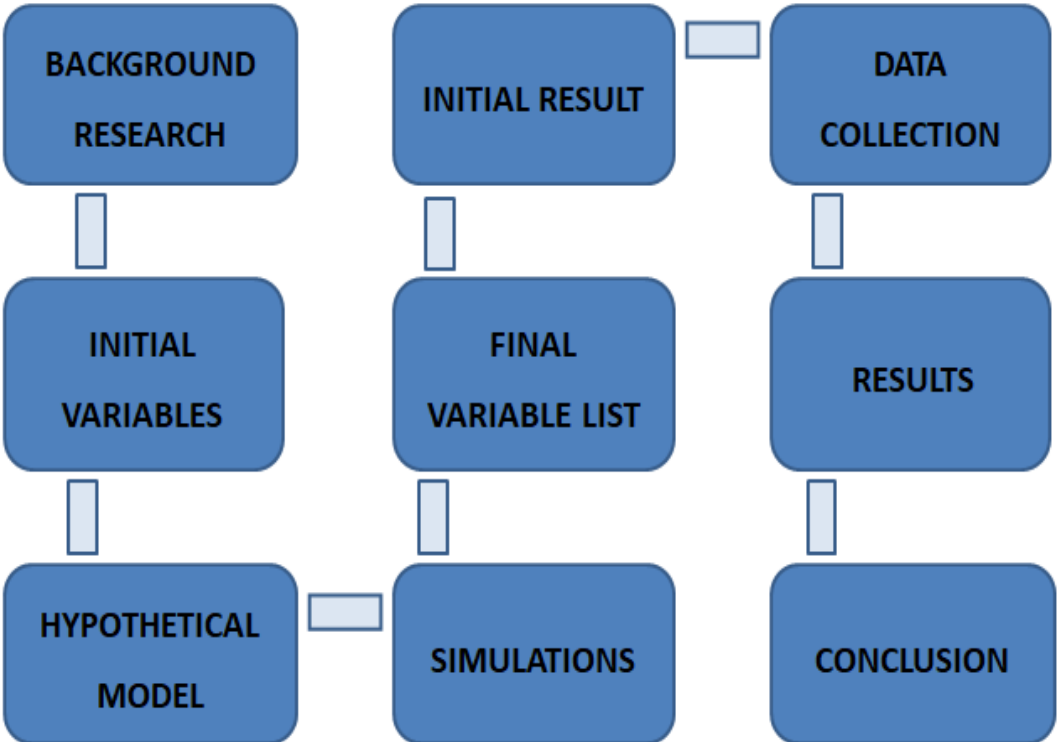 BACKGROUND
RESEARCH
INITIAL
VARIABLES
HYPOTHETICAL
MODEL
SIMULATIONS
FINAL
VARIABLE LIST
INITIAL RESULT
DATA
COLLECTION
RESULTS
CONCLUSION